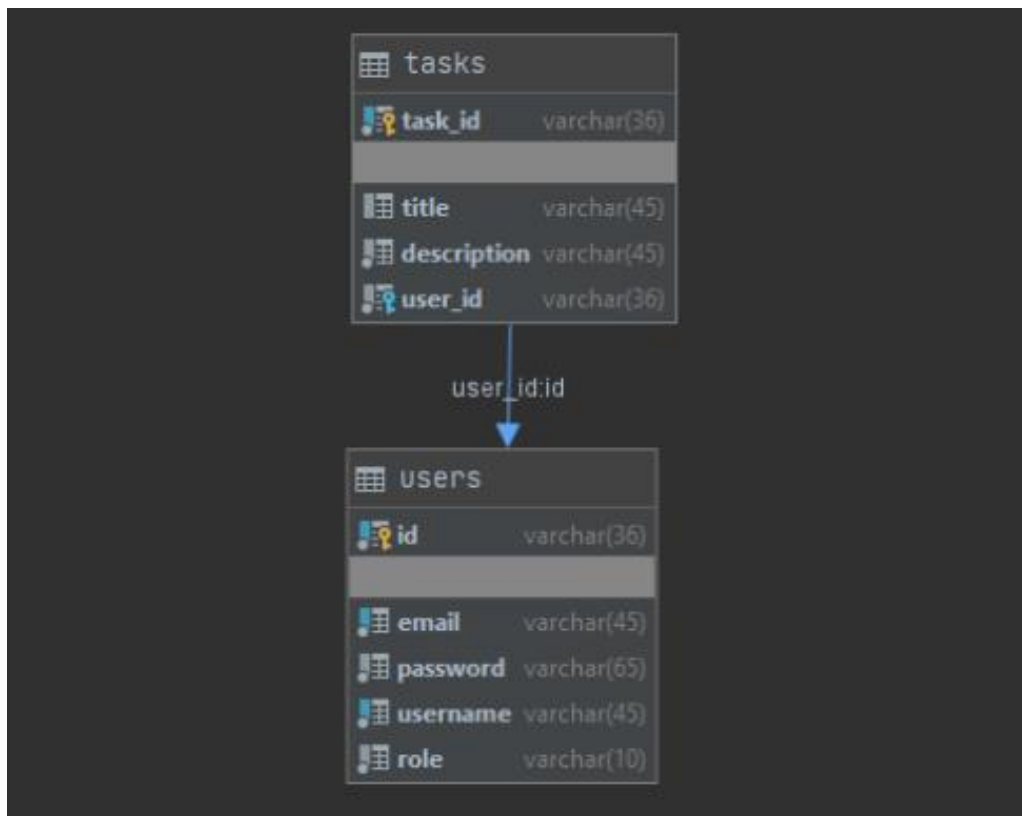 tasks
task_id varchar(36)
title varchar(45)
description varchar(45)
user_id varchar(36)
user_id:id
users
id varchar(36)
email varchar(45)
password varchar(65)
username varchar(45)
role varchar(10)